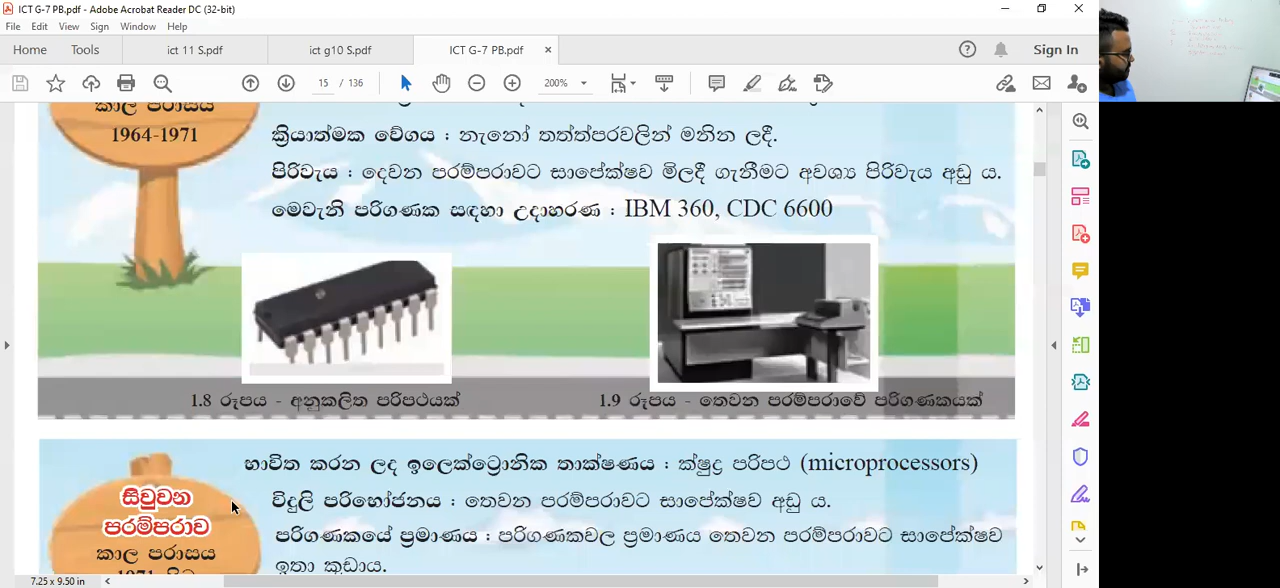 ICT G-7 PB.pdf - Adobe Acrobat Reader DC (32-bit)
File Edit View Sign Window Help
Home Tools ict 11 S.pdf ict g10 S.pdf ICT G-7 PB.pdf × Sign In
15 / 136 200%
කාල පරාසය
1964-1971
ක්‍රියාත්මක වේගය : නැනෝ තත්ත්පරවලින් මනින ලදී.
පිරිවැය : දෙවන පරම්පරාවට සාපේක්ෂව මිලදී ගැනීමට අවශ්‍ය පිරිවැය අඩු ය.
මෙවැනි පරිගණක සඳහා උදාහරණ : IBM 360, CDC 6600
1.8 රූපය - අනුකලිත පරිපථයක් 1.9 රූපය - තෙවන පරම්පරාවේ පරිගණකයක්
සිවුවන
පරම්පරාව
කාල පරාසය
භාවිත කරන ලද ඉලෙක්ට්‍රොනික තාක්ෂණය : ක්ෂුද්‍ර පරිපථ (microprocessors)
විදුලි පරිභෝජනය : තෙවන පරම්පරාවට සාපේක්ෂව අඩු ය.
පරිගණකයේ ප්‍රමාණය : පරිගණකවල ප්‍රමාණය තෙවන පරම්පරාවට සාපේක්ෂව
ඉතා කුඩාය.
7.25 x 9.50 in